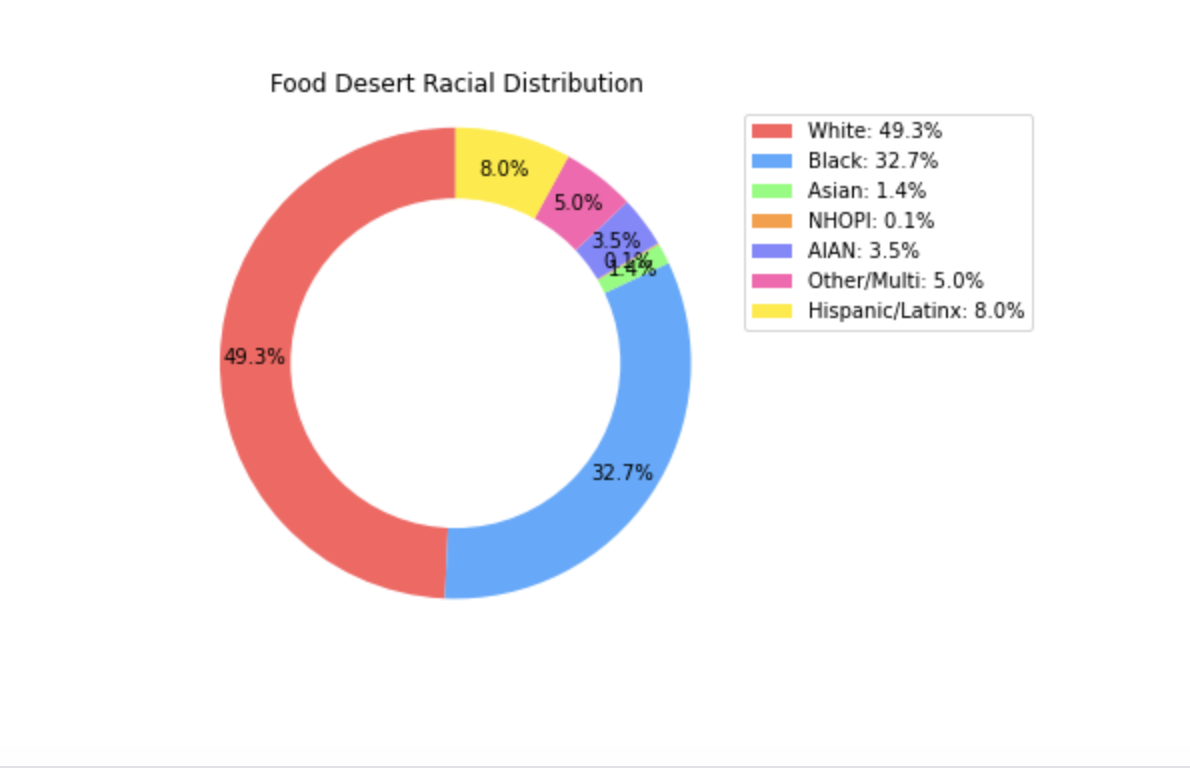 Food Desert Racial Distribution
White: 49.3%
Black: 32.7%
Asian: 1.4%
NHOPI: 0.1%
AIAN: 3.5%
Other/Multi: 5.0%
Hispanic/Latinx: 8.0%
8.0%
5.0%
3.5%
0.1%
1.4%
49.3%
32.7%